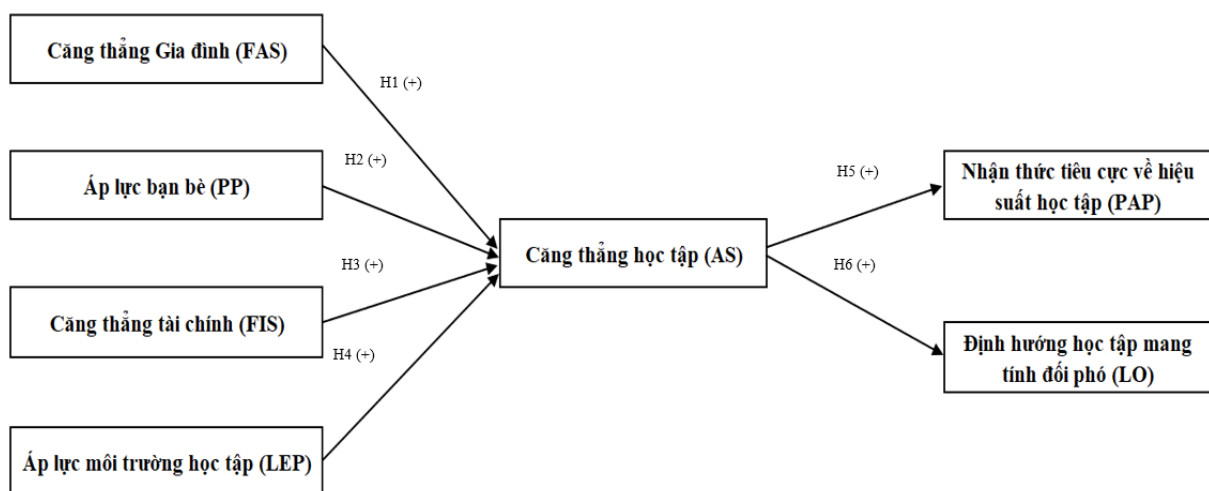 Căng thẳng Gia đình (FAS)
H1 (+)
Áp lực bạn bè (PP)
H2 (+)
Căng thẳng tài chính (FIS)
H3 (+)
Áp lực môi trường học tập (LEP)
H4 (+)
Căng thẳng học tập (AS)
H5 (+)
Nhận thức tiêu cực về hiệu
suất học tập (PAP)
H6 (+)
Định hướng học tập mang
tính đối phó (LO)